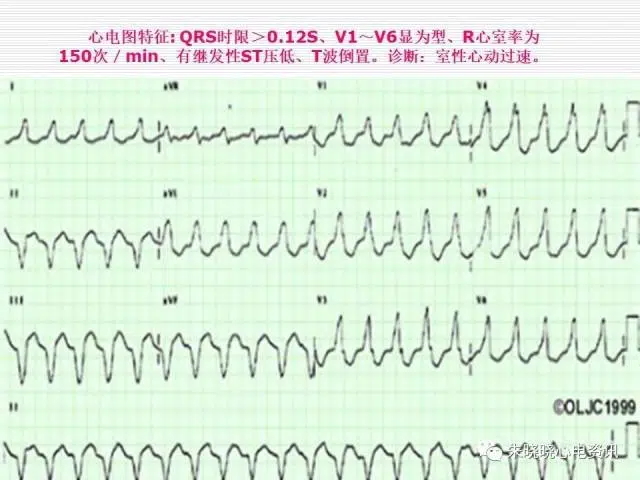 心电图特征: QRS时限＞0.12S、V1～V6显为型、R心室率为
150次／min、有继发性ST压低、T波倒置。诊断：室性心动过速。
I aVR V1 V4
II aVL V2 V5
III aVF V3 V6
II
©OLJC1999
朱晓晓心电资讯